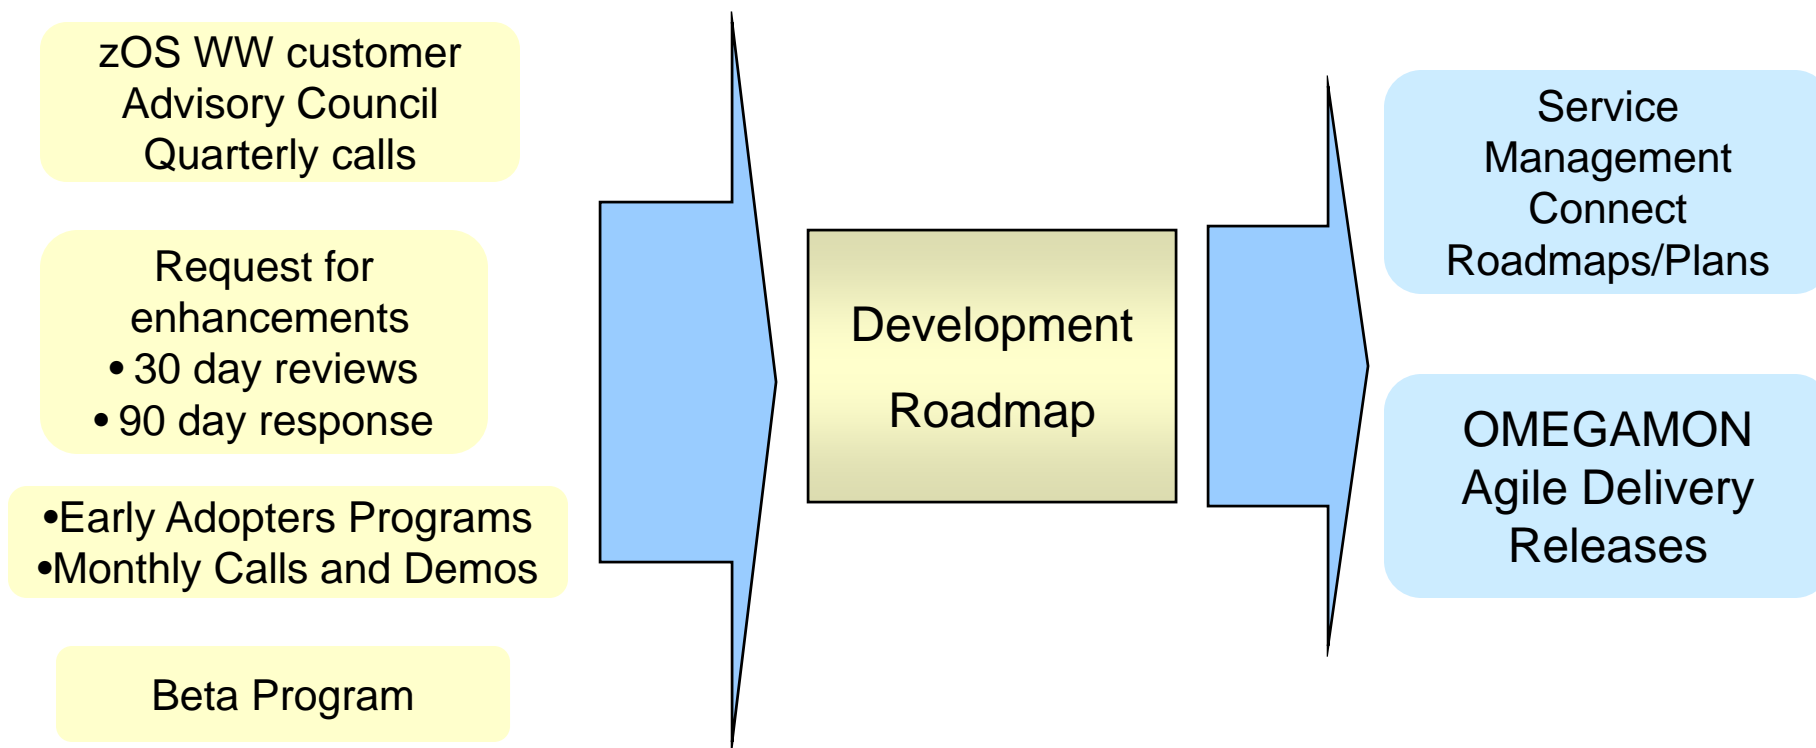 zOS WW customer
Advisory Council
Quarterly calls
Request for
enhancements
• 30 day reviews
• 90 day response
•Early Adopters Programs
•Monthly Calls and Demos
Beta Program
Development
Roadmap
Service
Management
Connect
Roadmaps/Plans
OMEGAMON
Agile Delivery
Releases